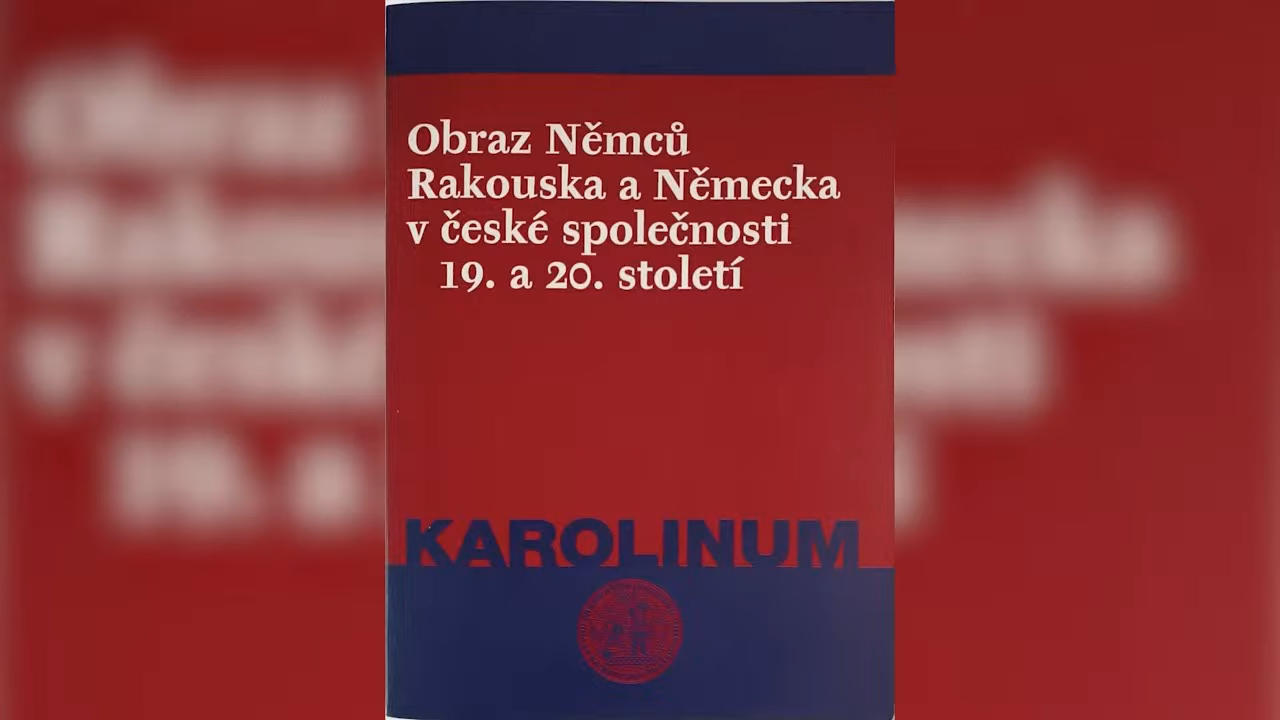 Obraz Němců
Rakouska a Německa
v české společnosti
19. a 20. století
KAROLINUM